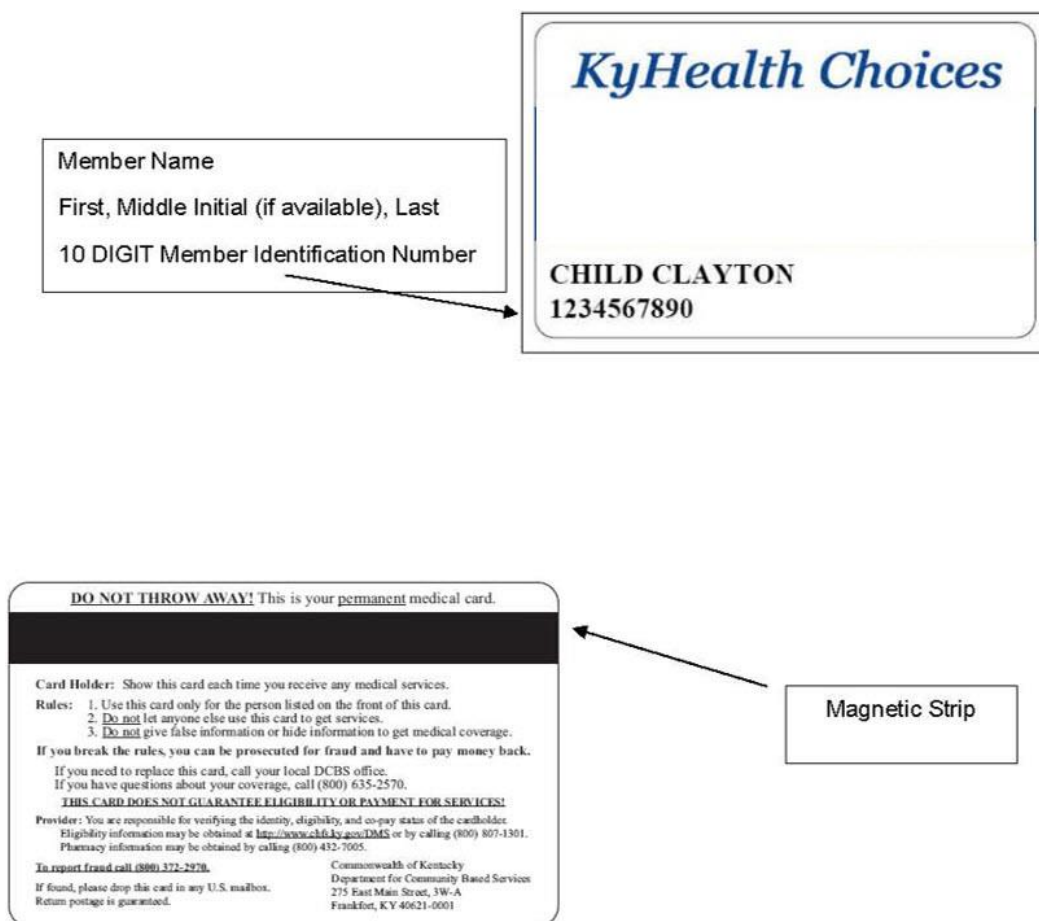 KyHealth Choices
Member Name
First, Middle Initial (if available), Last
10 DIGIT Member Identification Number
CHILD CLAYTON
1234567890
DO NOT THROW AWAY! This is your permanent medical card.
Card Holder: Show this card each time you receive any medical services.
Rules: 1. Use this card only for the person listed on the front of this card.
2. Do not let anyone else use this card to get services.
3. Do not give false information or hide information to get medical coverage.
If you break the rules, you can be prosecuted for fraud and have to pay money back.
If you need to replace this card, call your local DCBS office.
If you have questions about your coverage, call (800) 635-2570.
THIS CARD DOES NOT GUARANTEE ELIGIBILITY OR PAYMENT FOR SERVICES!
Provider: You are responsible for verifying the identity, eligibility, and co-pay status of the cardholder.
Eligibility information may be obtained at http://www.chfs.ky.gov/DMS or by calling (800) 807-1301.
Pharmacy information may be obtained by calling (800) 432-7005.
To report fraud call (800) 372-2970.
If found, please drop this card in any U.S. mailbox.
Return postage is guaranteed.
Commonwealth of Kentucky
Department for Community Based Services
275 East Main Street, 3W-A
Frankfort, KY 40621-0001
Magnetic Strip